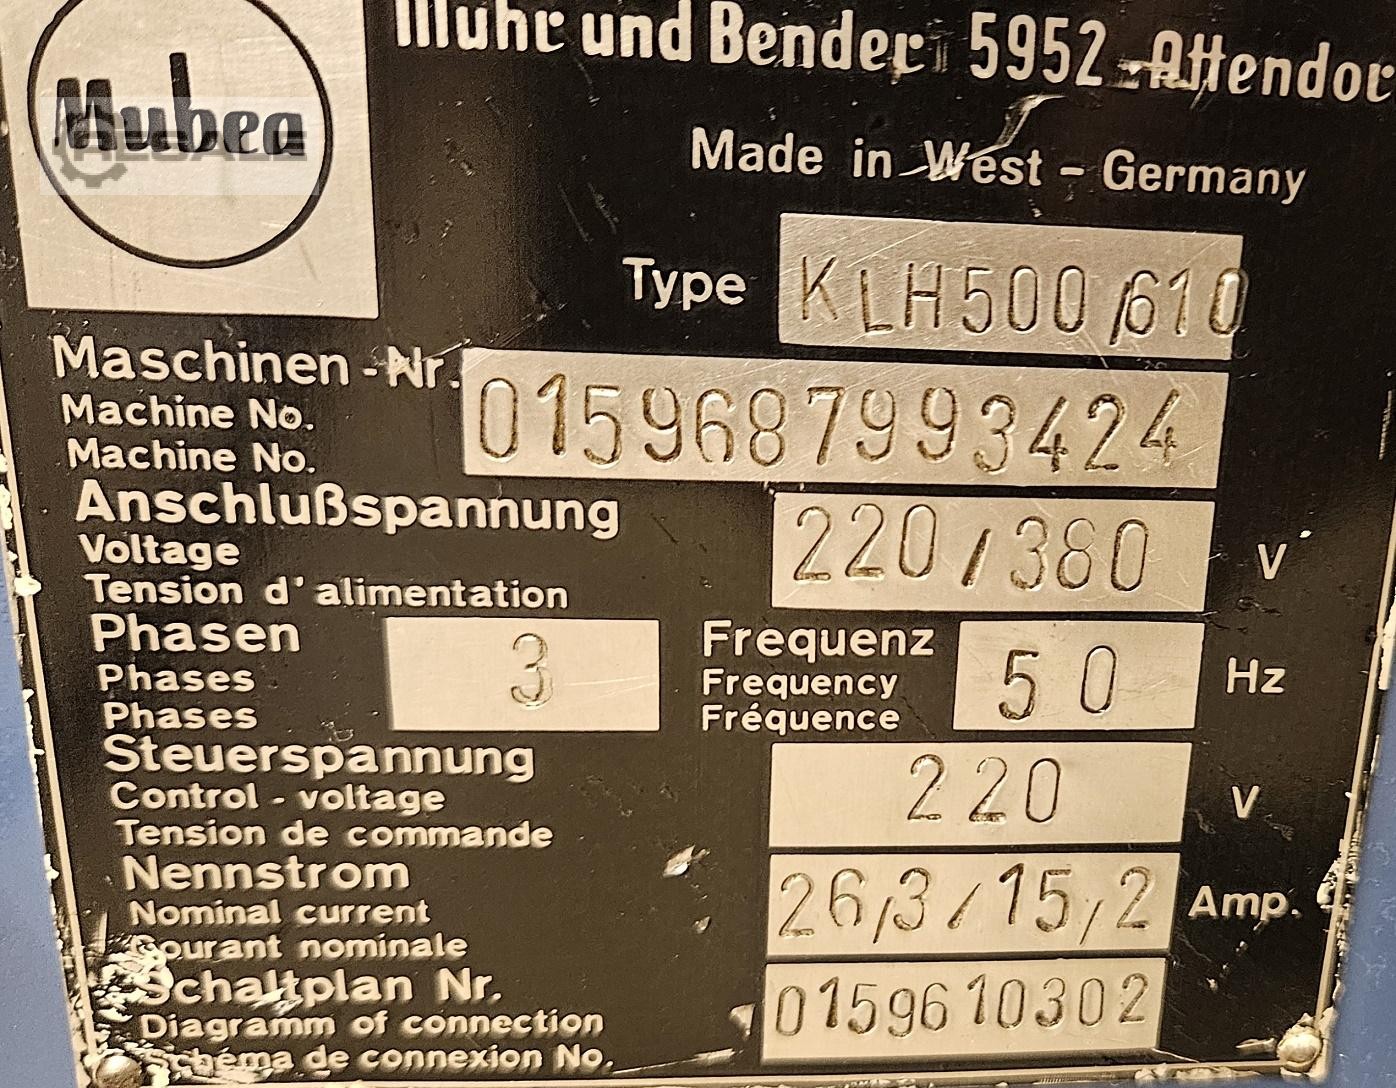 Mubea
RESALE
Muhr und Bender 5952 Attendor
Made in West - Germany
Type KLH500/610
Maschinen - Nr. 0159687993424
Machine No.
Machine No.
Anschlußspannung 220/380 V
Voltage
Tension d'alimentation
Phasen 3 Frequenz 50 Hz
Phases Frequency
Phases Fréquence
Steuerspannung 220 V
Control - voltage
Tension de commande
Nennstrom 26,3/15,2 Amp.
Nominal current
Courant nominale
Schaltplan Nr. 0159610302
Diagramm of connection
Schéma de connexion No.